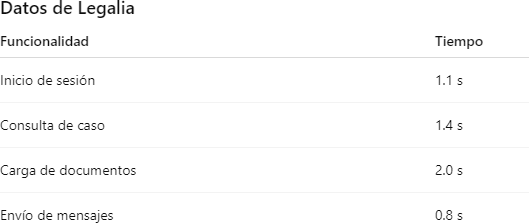 Datos de Legalia
Funcionalidad Tiempo
Inicio de sesión 1.1 s
Consulta de caso 1.4 s
Carga de documentos 2.0 s
Envío de mensajes 0.8 s